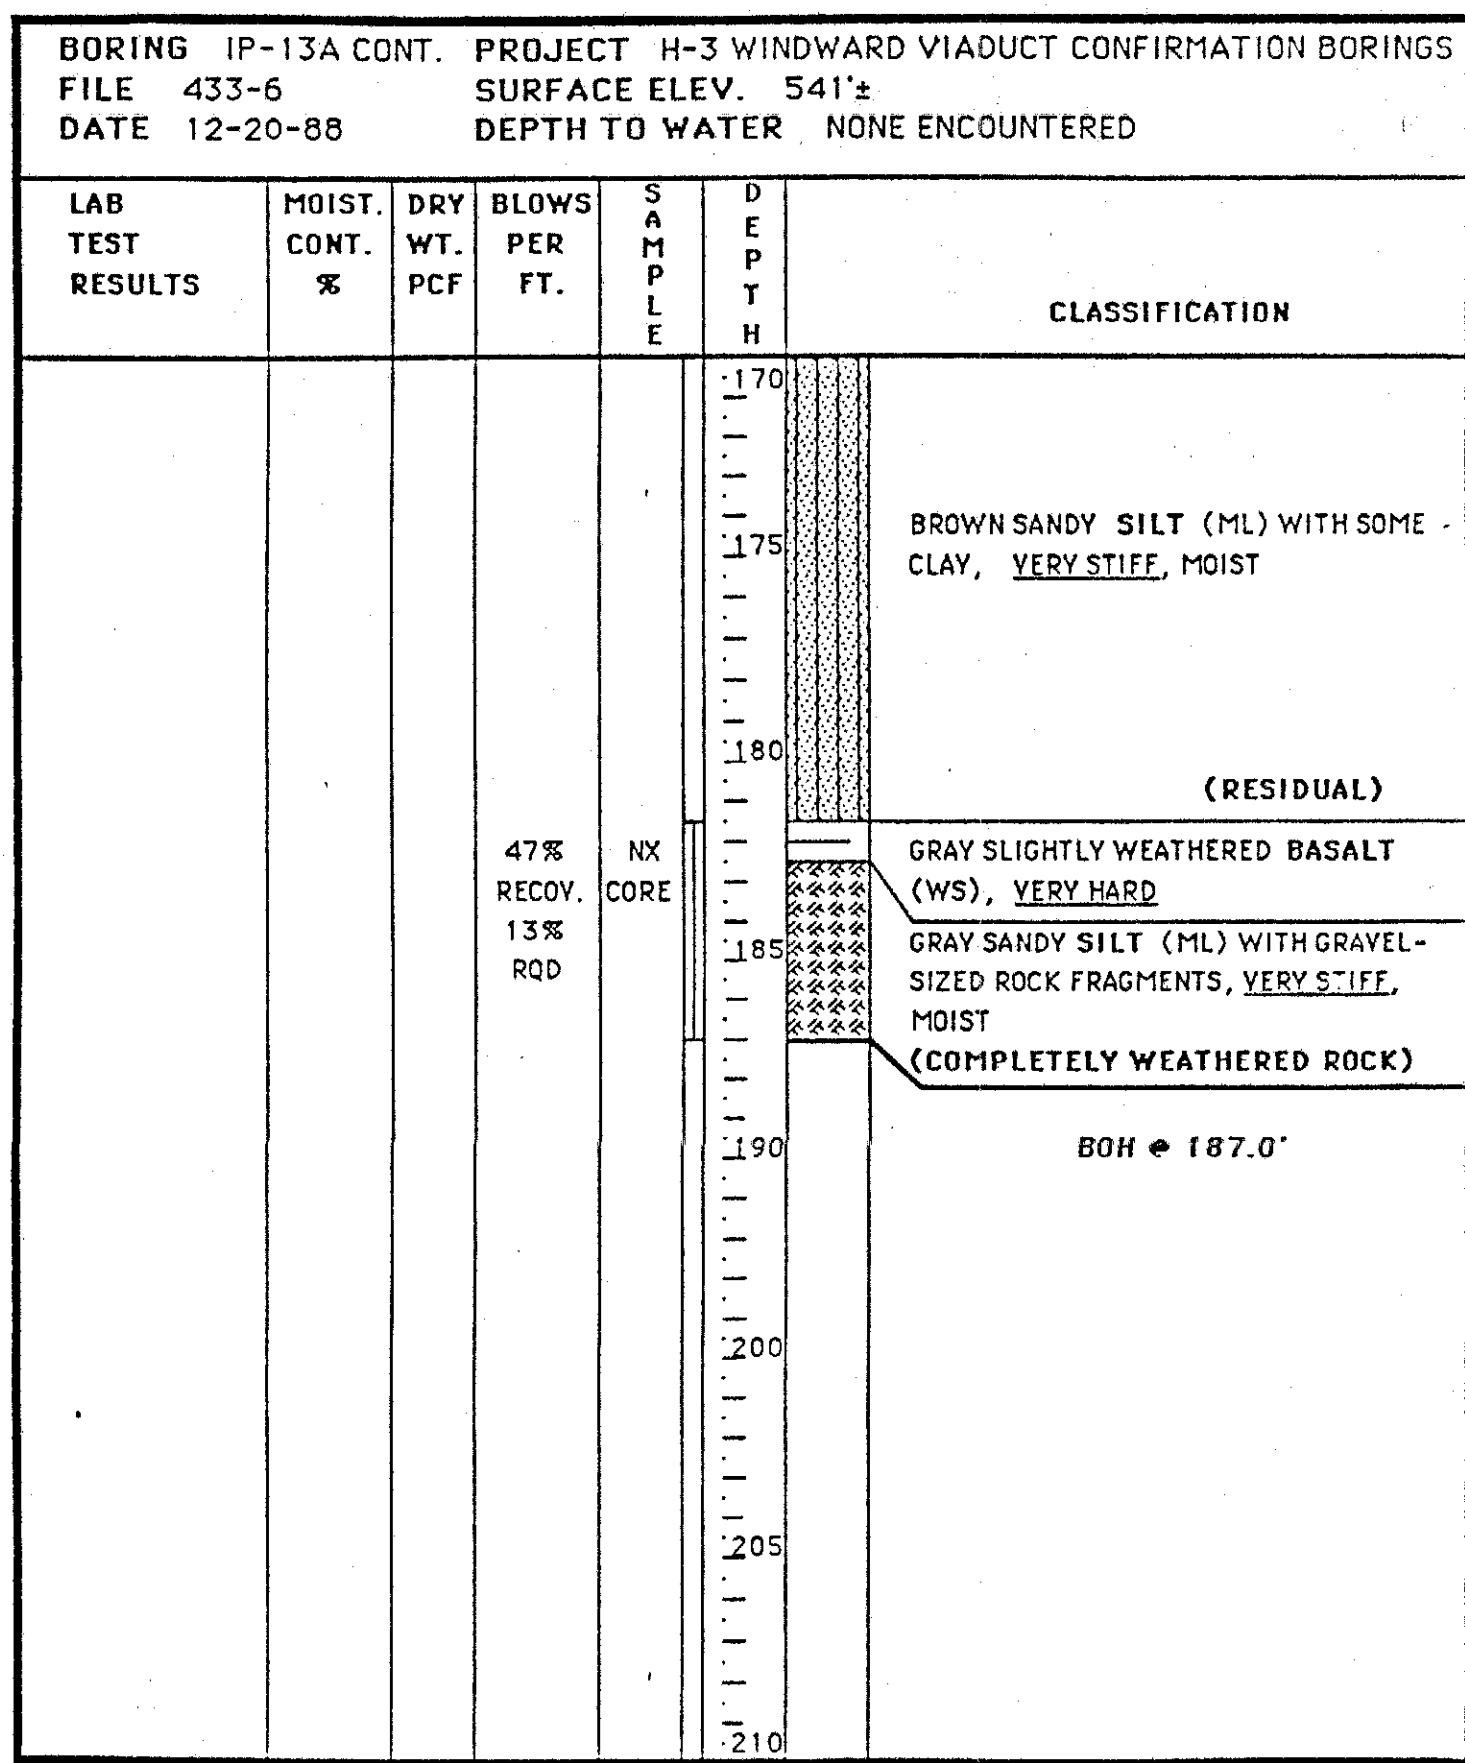 BORING IP-13A CONT. PROJECT H-3 WINDWARD VIADUCT CONFIRMATION BORINGS
FILE 433-6 SURFACE ELEV. 541'±
DATE 12-20-88 DEPTH TO WATER NONE ENCOUNTERED
LAB TEST RESULTS
MOIST. CONT. %
DRY WT. PCF
BLOWS PER FT.
SAMPLE
DEPTH
CLASSIFICATION
170
BROWN SANDY SILT (ML) WITH SOME
175
CLAY, VERY STIFF, MOIST
180
(RESIDUAL)
47% NX GRAY SLIGHTLY WEATHERED BASALT
RECOV. CORE (WS), VERY HARD
13%
185 GRAY SANDY SILT (ML) WITH GRAVEL-
RQD SIZED ROCK FRAGMENTS, VERY STIFF,
MOIST
(COMPLETELY WEATHERED ROCK)
190 BOH @ 187.0'
200
205
210